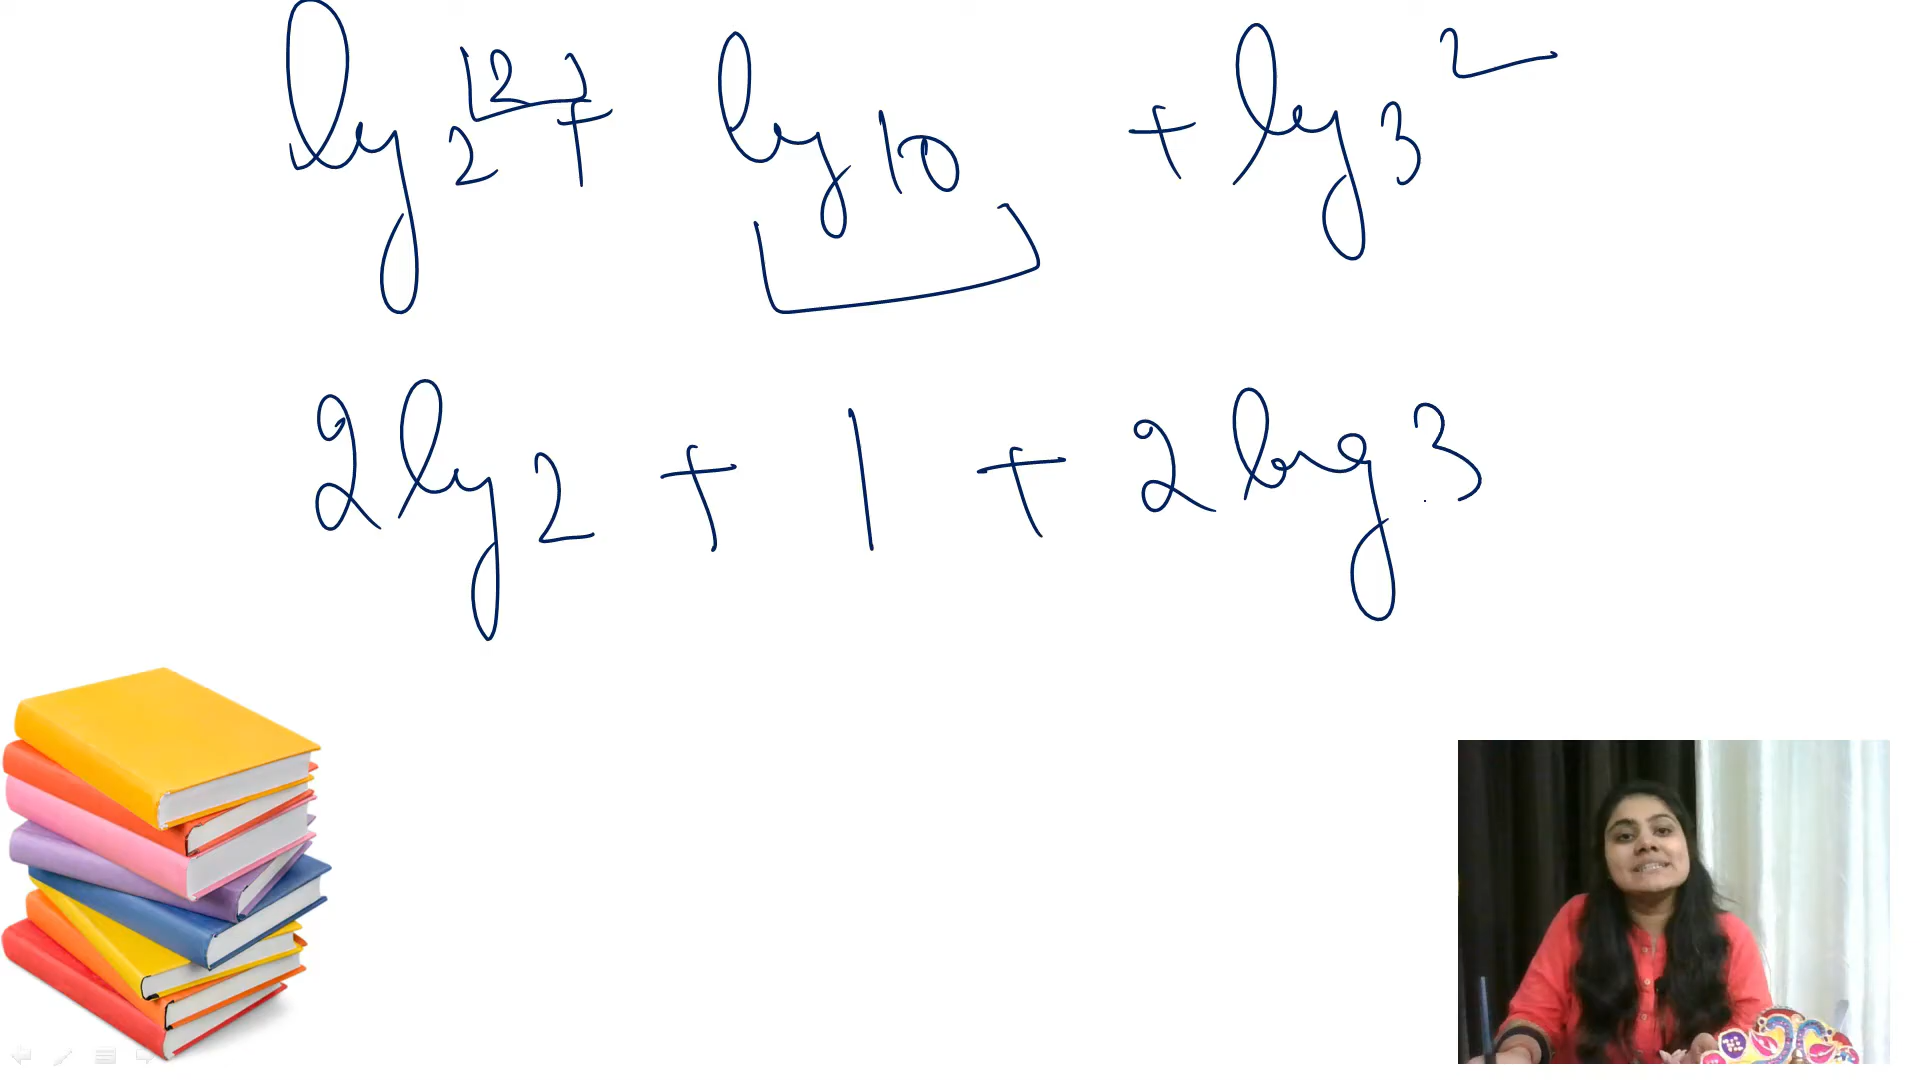 log 2² + log 10 + log 3²
2 log 2 + 1 + 2 log 3